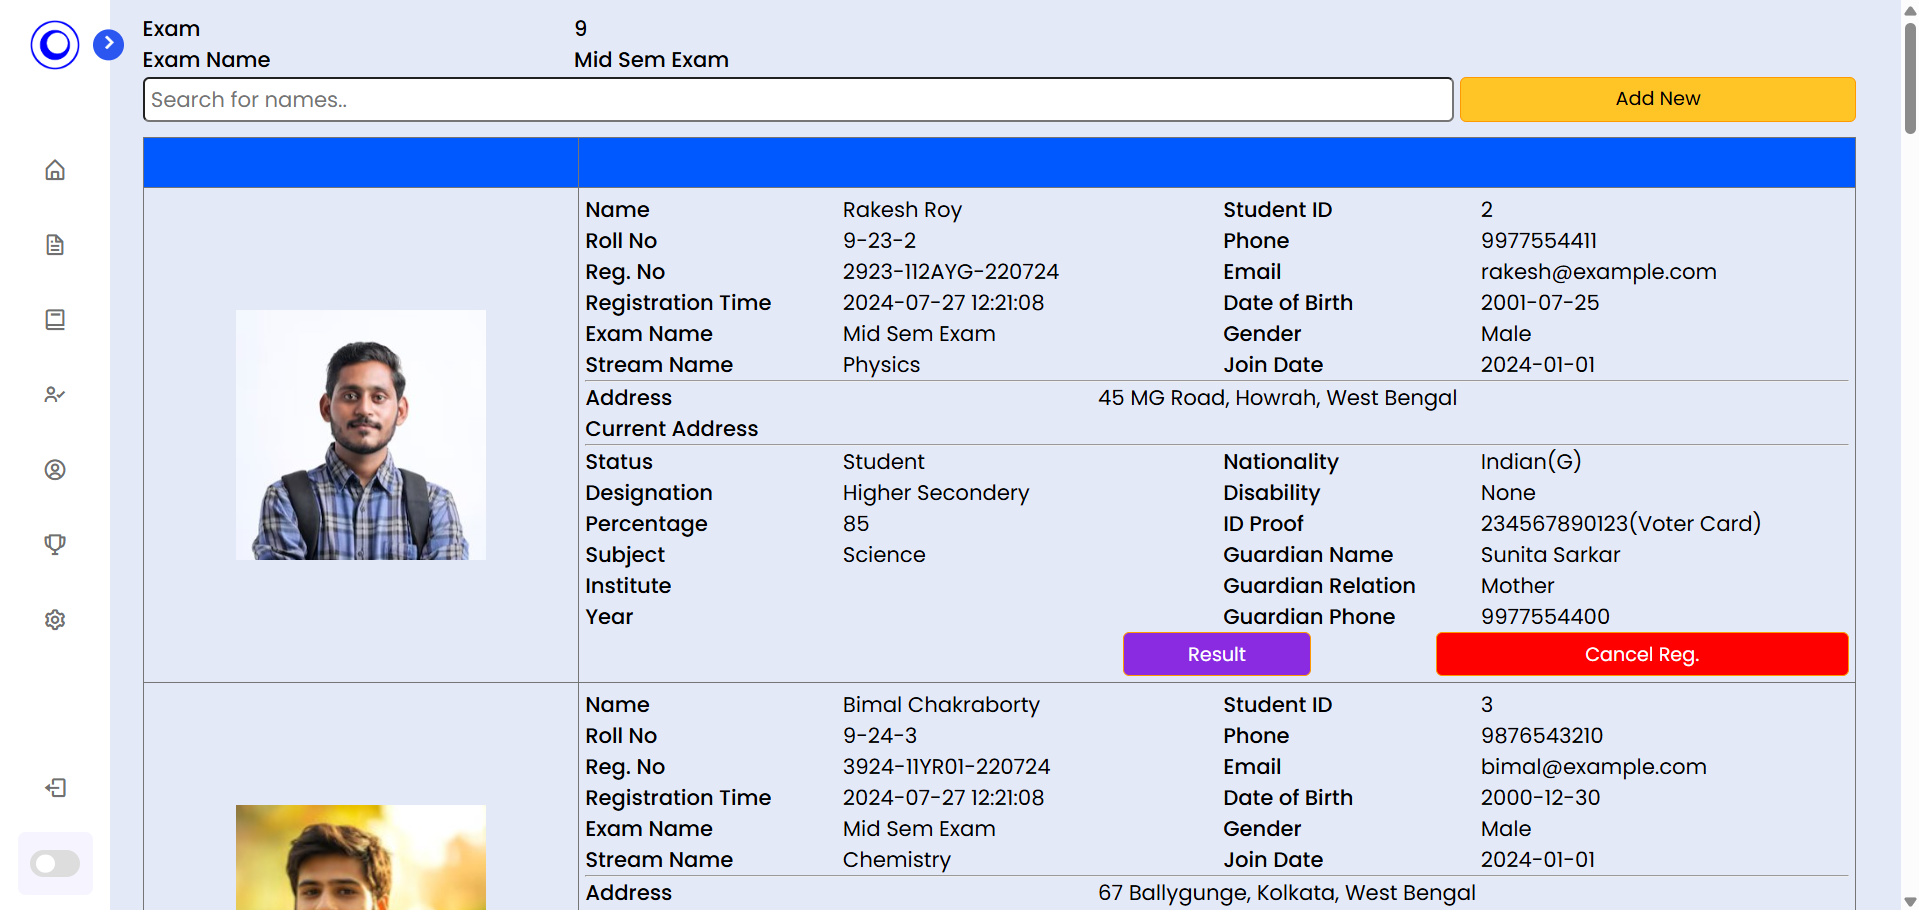 Exam 9
Exam Name Mid Sem Exam
Search for names.. Add New
Name Rakesh Roy Student ID 2
Roll No 9-23-2 Phone 9977554411
Reg. No 2923-112AYG-220724 Email rakesh@example.com
Registration Time 2024-07-27 12:21:08 Date of Birth 2001-07-25
Exam Name Mid Sem Exam Gender Male
Stream Name Physics Join Date 2024-01-01
Address 45 MG Road, Howrah, West Bengal
Current Address
Status Student Nationality Indian(G)
Designation Higher Secondery Disability None
Percentage 85 ID Proof 234567890123(Voter Card)
Subject Science Guardian Name Sunita Sarkar
Institute Guardian Relation Mother
Year Guardian Phone 9977554400
Result Cancel Reg.
Name Bimal Chakraborty Student ID 3
Roll No 9-24-3 Phone 9876543210
Reg. No 3924-11YR01-220724 Email bimal@example.com
Registration Time 2024-07-27 12:21:08 Date of Birth 2000-12-30
Exam Name Mid Sem Exam Gender Male
Stream Name Chemistry Join Date 2024-01-01
Address 67 Ballygunge, Kolkata, West Bengal